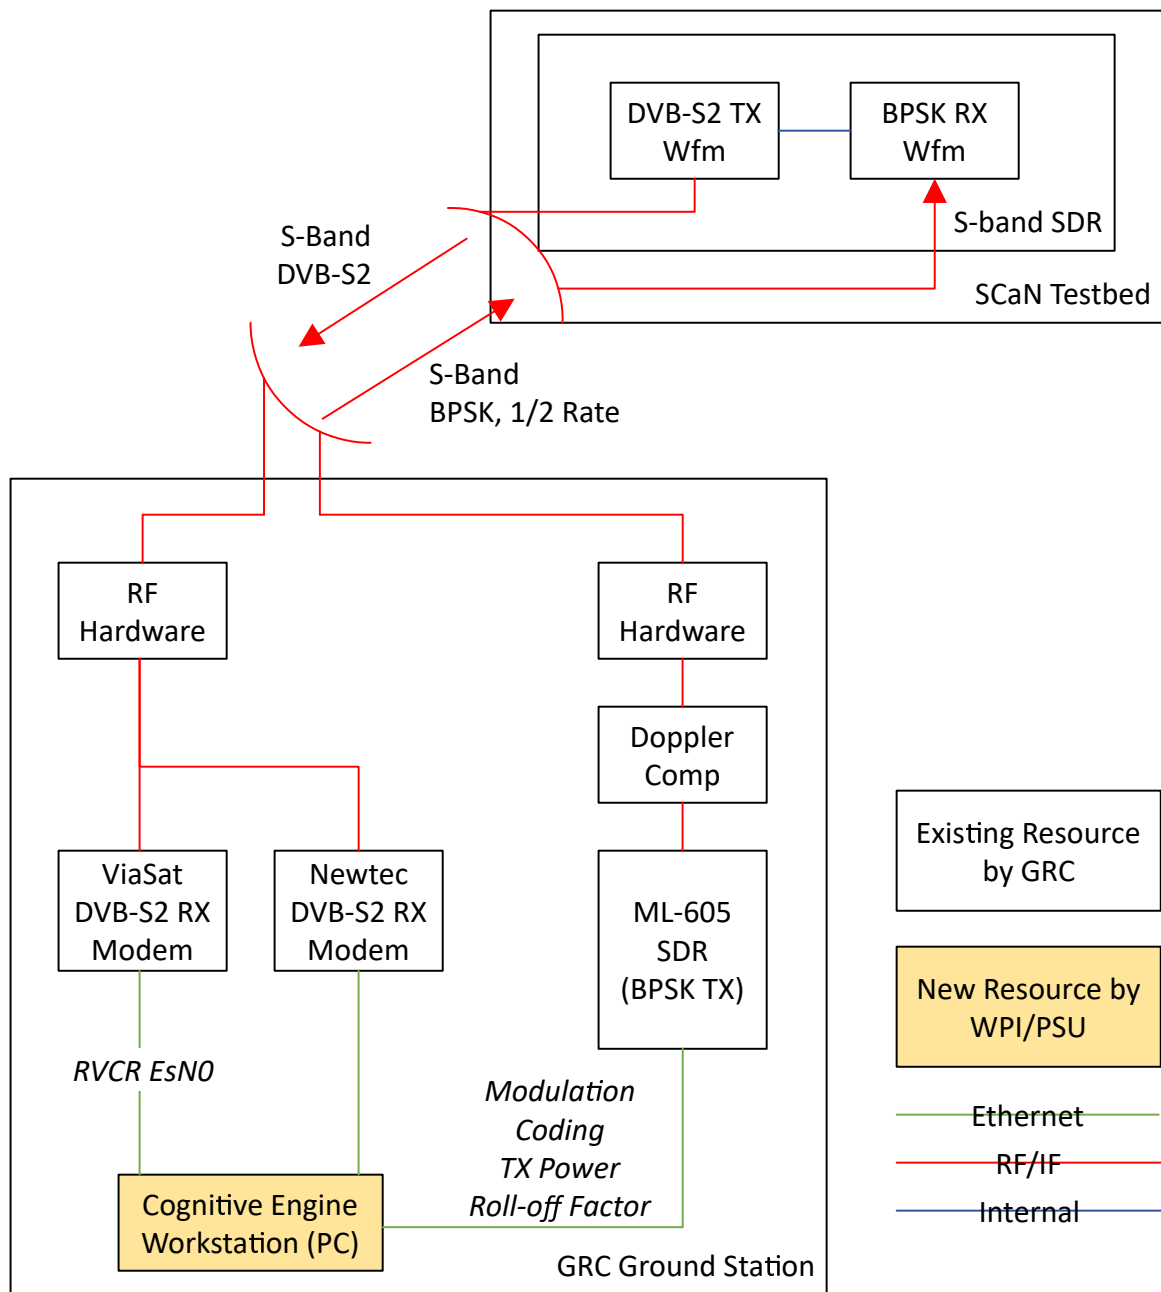 DVB-S2 TX
Wfm
BPSK RX
Wfm
S-band SDR
SCaN Testbed
S-Band
DVB-S2
S-Band
BPSK, 1/2 Rate
RF
Hardware
RF
Hardware
Doppler
Comp
ViaSat
DVB-S2 RX
Modem
Newtec
DVB-S2 RX
Modem
ML-605
SDR
(BPSK TX)
RVCR EsN0
Modulation
Coding
TX Power
Roll-off Factor
Cognitive Engine
Workstation (PC)
GRC Ground Station
Existing Resource
by GRC
New Resource by
WPI/PSU
Ethernet
RF/IF
Internal